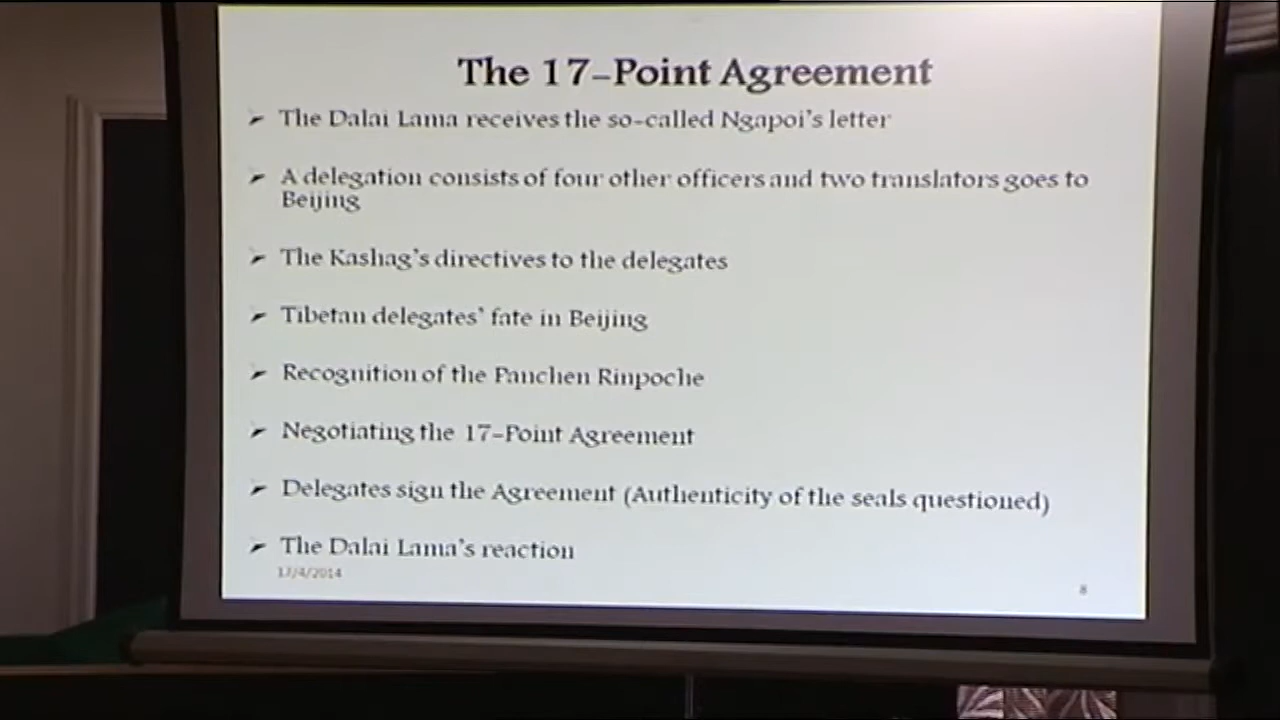 The 17-Point Agreement
➤ The Dalai Lama receives the so-called Ngapoi's letter
➤ A delegation consists of four other officers and two translators goes to
Beijing
➤ The Kashag's directives to the delegates
➤ Tibetan delegates' fate in Beijing
➤ Recognition of the Panchen Rinpoche
➤ Negotiating the 17-Point Agreement
➤ Delegates sign the Agreement (Authenticity of the seals questioned)
➤ The Dalai Lama's reaction
17/4/2014
8